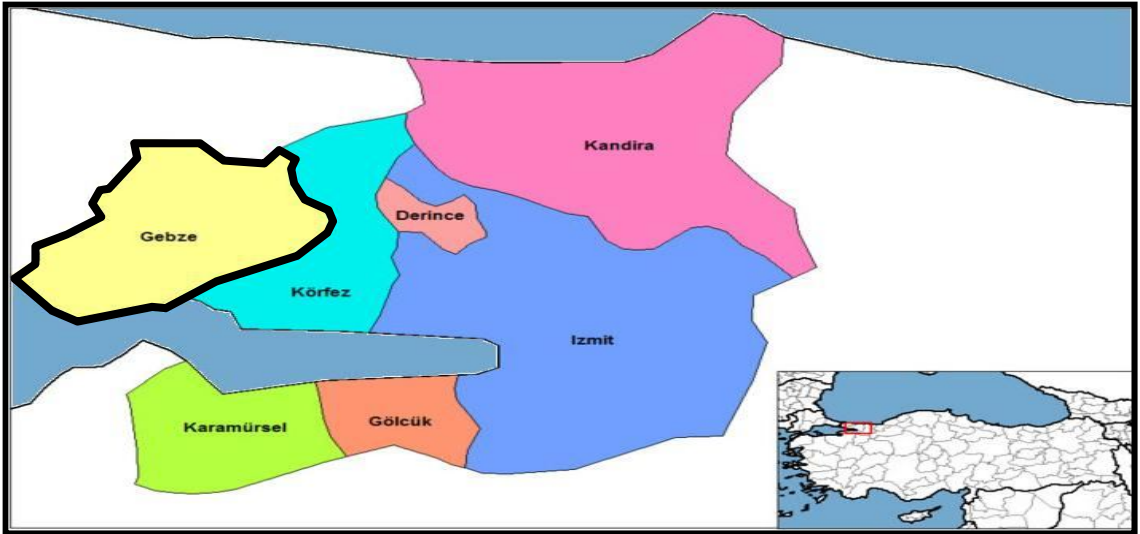 Kandira
Derince
Gebze
Körfez
Izmit
Karamürsel
Gölcük